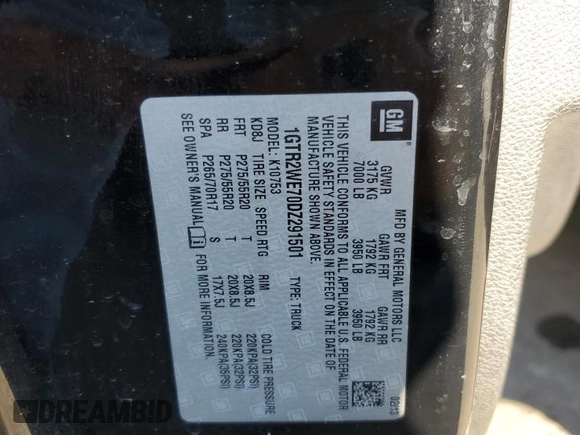 GM
MFD BY GENERAL MOTORS LLC
GVWR GAWR FRT GAWR RR
3175 KG 1792 KG 1792 KG
7000 LB 3950 LB 3950 LB
02/13
THIS VEHICLE CONFORMS TO ALL APPLICABLE U.S. FEDERAL MOTOR
VEHICLE SAFETY STANDARDS IN EFFECT ON THE DATE OF
MANUFACTURE SHOWN ABOVE.
1GTR2WE70DZ291501 TYPE: TRUCK
MODEL: K10753
KD8J TIRE SIZE SPEED RTG RIM COLD TIRE PRESSURE
FRT P275/55R20 T 20X8.5J 220KPA(32PSI)
RR P275/55R20 T 20X8.5J 220KPA(32PSI)
SPA P265/70R17 S 17X7.5J 240KPA(35PSI)
SEE OWNER'S MANUAL FOR MORE INFORMATION.
DREAMBID